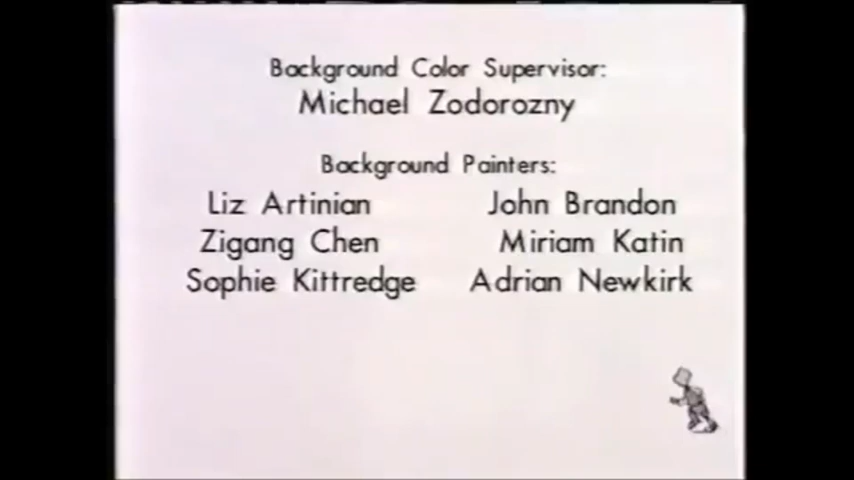 Background Color Supervisor:
Michael Zodorozny
Background Painters:
Liz Artinian John Brandon
Zigang Chen Miriam Katin
Sophie Kittredge Adrian Newkirk